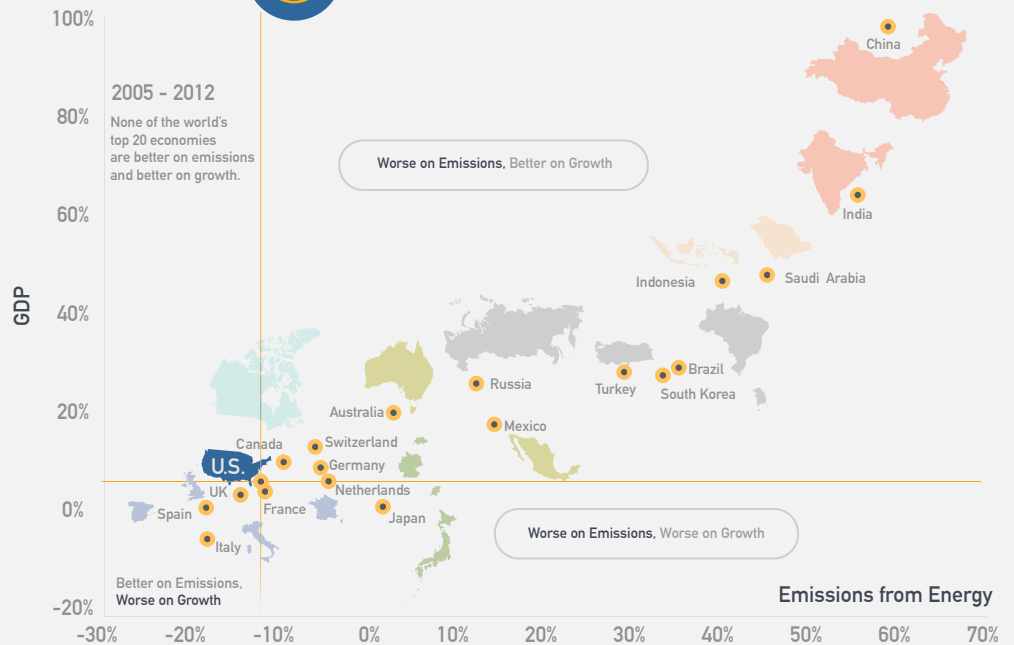 100%
80%
60%
40%
20%
0%
-20%
GDP
2005 - 2012
None of the world's
top 20 economies
are better on emissions
and better on growth.
Worse on Emissions, Better on Growth
China
India
Indonesia
Saudi Arabia
Brazil
South Korea
Turkey
Russia
Australia
Mexico
Canada
Switzerland
Germany
U.S.
Netherlands
UK
France
Spain
Japan
Italy
Worse on Emissions, Worse on Growth
Better on Emissions,
Worse on Growth
Emissions from Energy
-30%
-20%
-10%
0%
10%
20%
30%
40%
50%
60%
70%